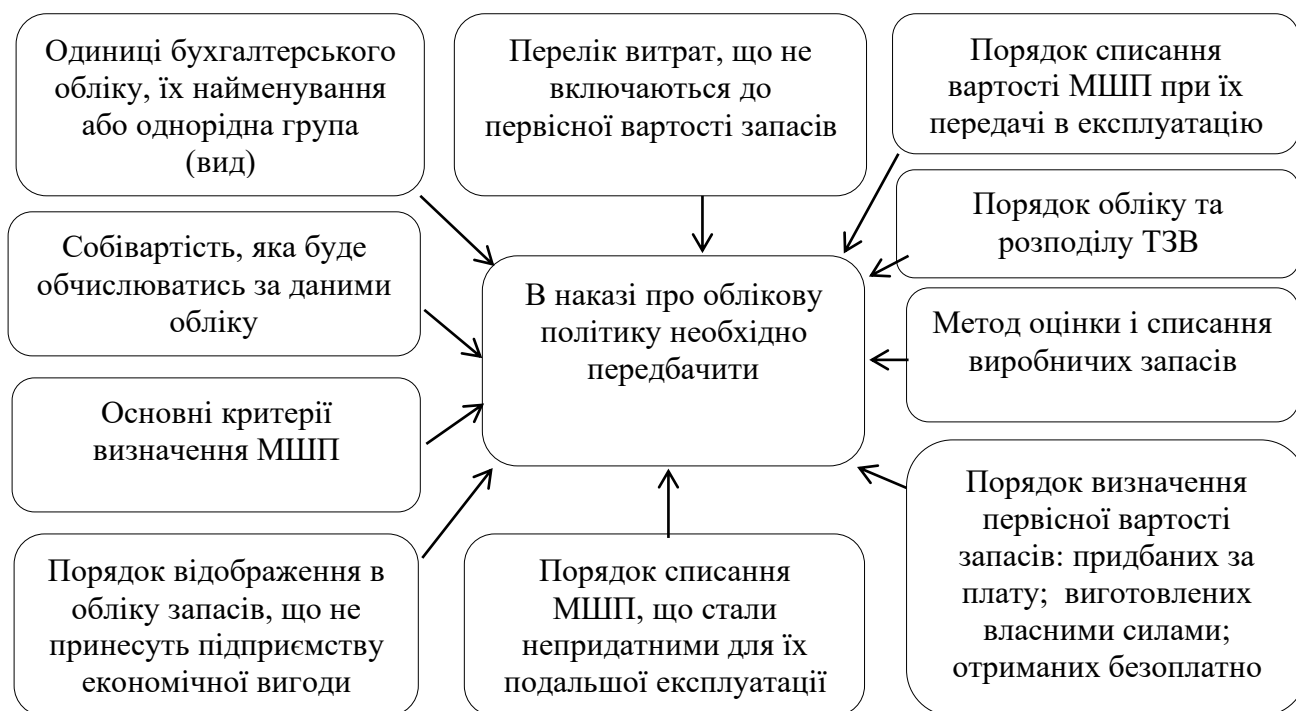 Одиниці бухгалтерського
обліку, їх найменування
або однорідна група
(вид)
Перелік витрат, що не
включаються до
первісної вартості запасів
Порядок списання
вартості МШП при їх
передачі в експлуатацію
Собівартість, яка буде
обчислюватись за даними
обліку
В наказі про облікову
політику необхідно
передбачити
Порядок обліку та
розподілу ТЗВ
Метод оцінки і списання
виробничих запасів
Основні критерії
визначення МШП
Порядок відображення в
обліку запасів, що не
принесуть підприємству
економічної вигоди
Порядок списання
МШП, що стали
непридатними для їх
подальшої експлуатації
Порядок визначення
первісної вартості
запасів: придбаних за
плату; виготовлених
власними силами;
отриманих безоплатно